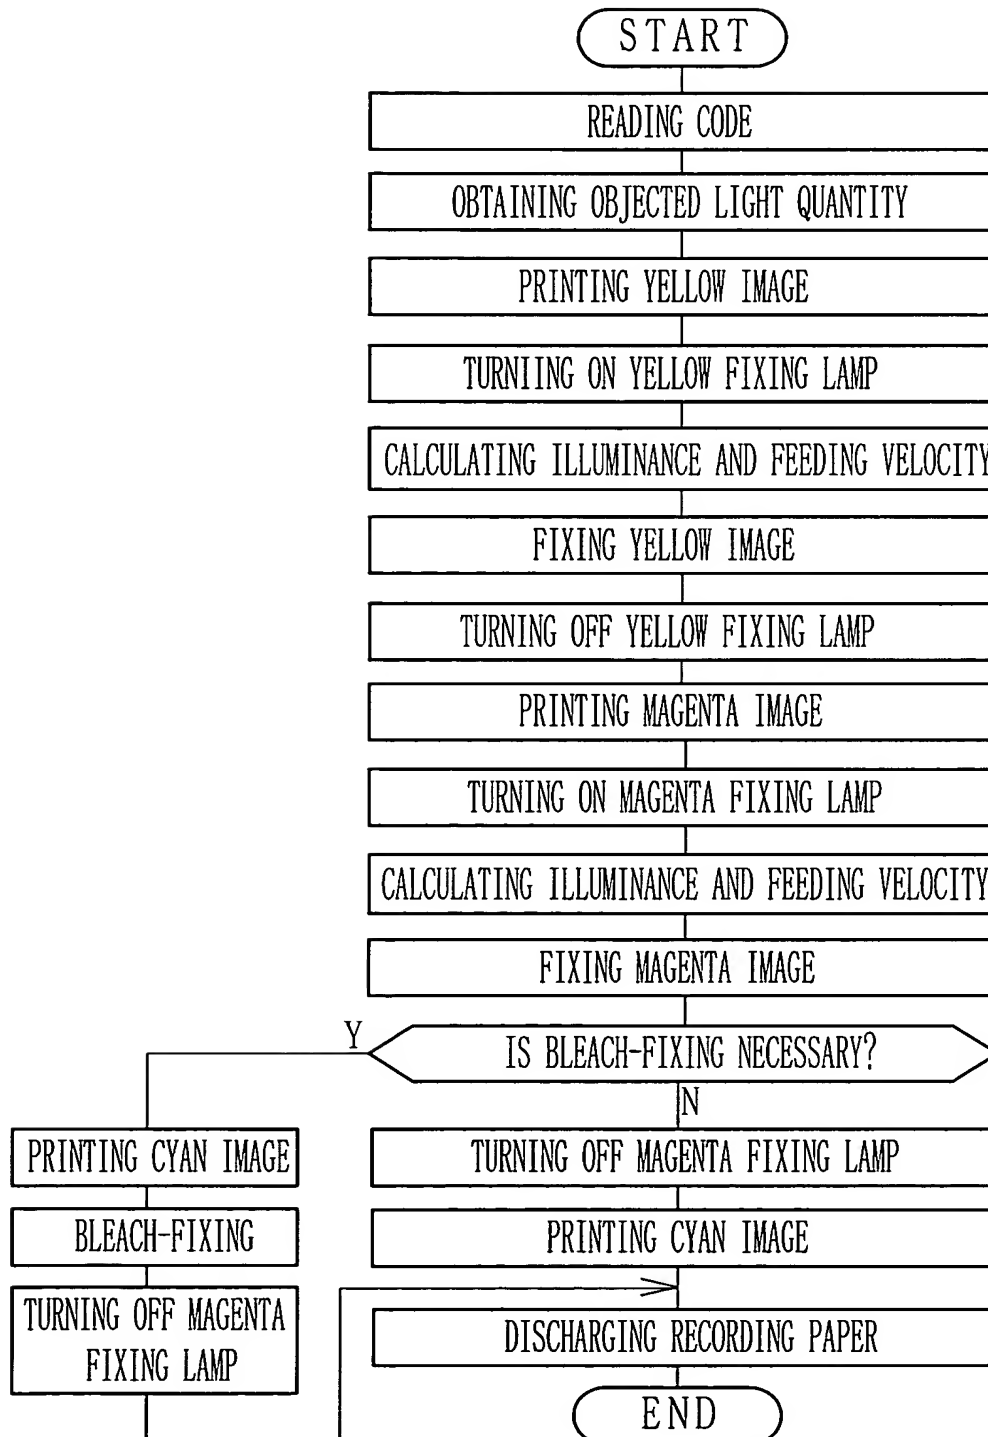 START
READING CODE
OBTAINING OBJECTED LIGHT QUANTITY
PRINTING YELLOW IMAGE
TURNIING ON YELLOW FIXING LAMP
CALCULATING ILLUMINANCE AND FEEDING VELOCITY
FIXING YELLOW IMAGE
TURNING OFF YELLOW FIXING LAMP
PRINTING MAGENTA IMAGE
TURNING ON MAGENTA FIXING LAMP
CALCULATING ILLUMINANCE AND FEEDING VELOCITY
FIXING MAGENTA IMAGE
IS BLEACH-FIXING NECESSARY?
Y
N
PRINTING CYAN IMAGE
BLEACH-FIXING
TURNING OFF MAGENTA
FIXING LAMP
TURNING OFF MAGENTA FIXING LAMP
PRINTING CYAN IMAGE
DISCHARGING RECORDING PAPER
END